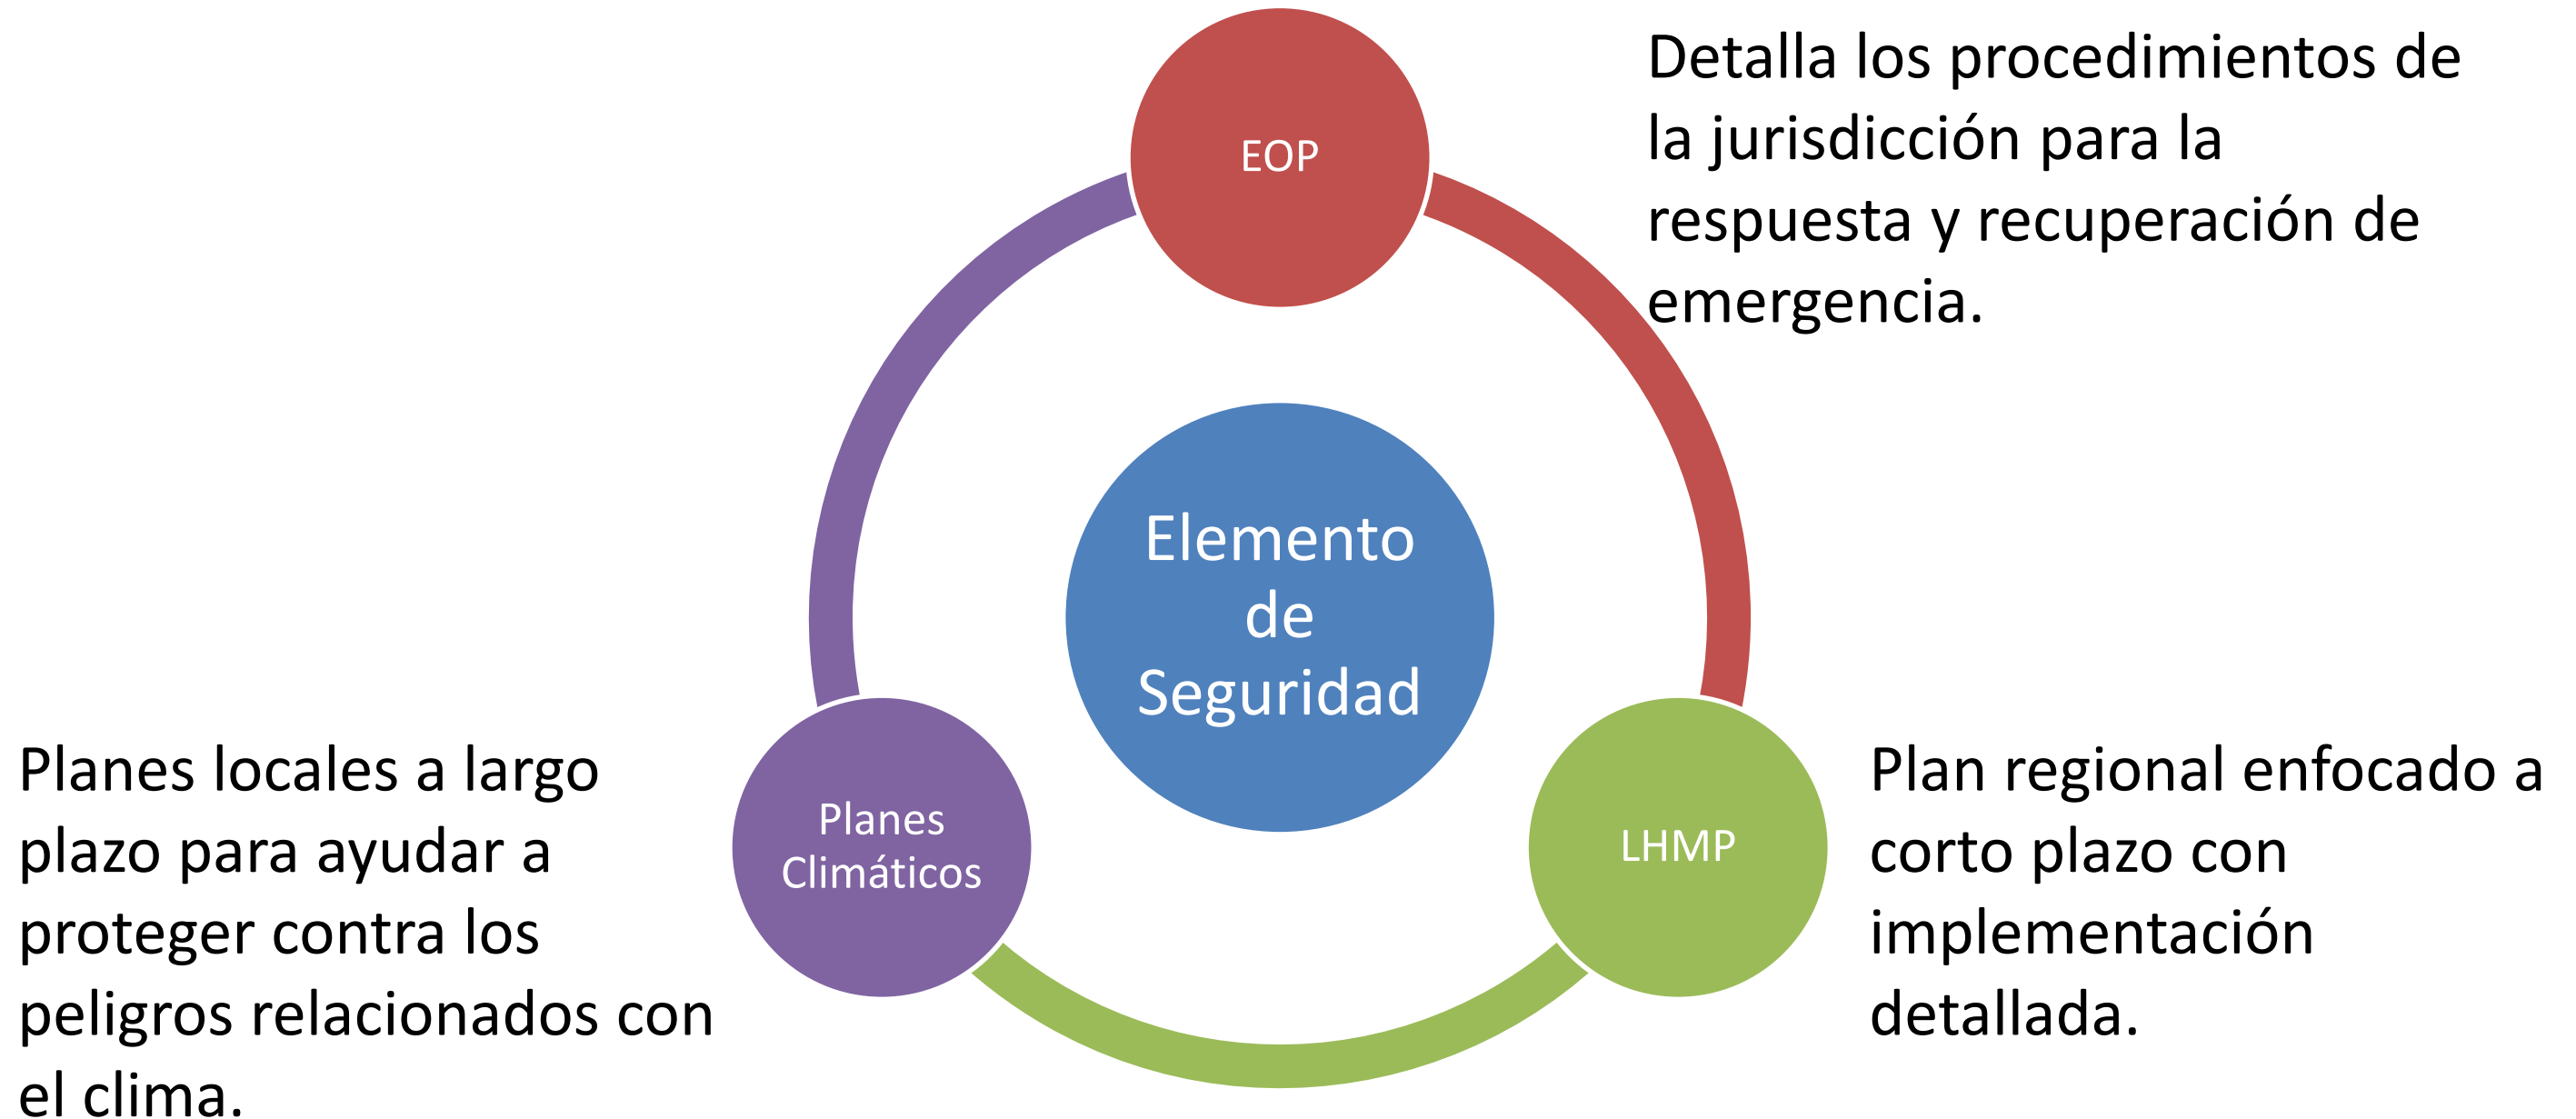 EOP
Detalla los procedimientos de
la jurisdicción para la
respuesta y recuperación de
emergencia.
Elemento
de
Seguridad
Planes
Climáticos
Planes locales a largo
plazo para ayudar a
proteger contra los
peligros relacionados con
el clima.
LHMP
Plan regional enfocado a
corto plazo con
implementación
detallada.